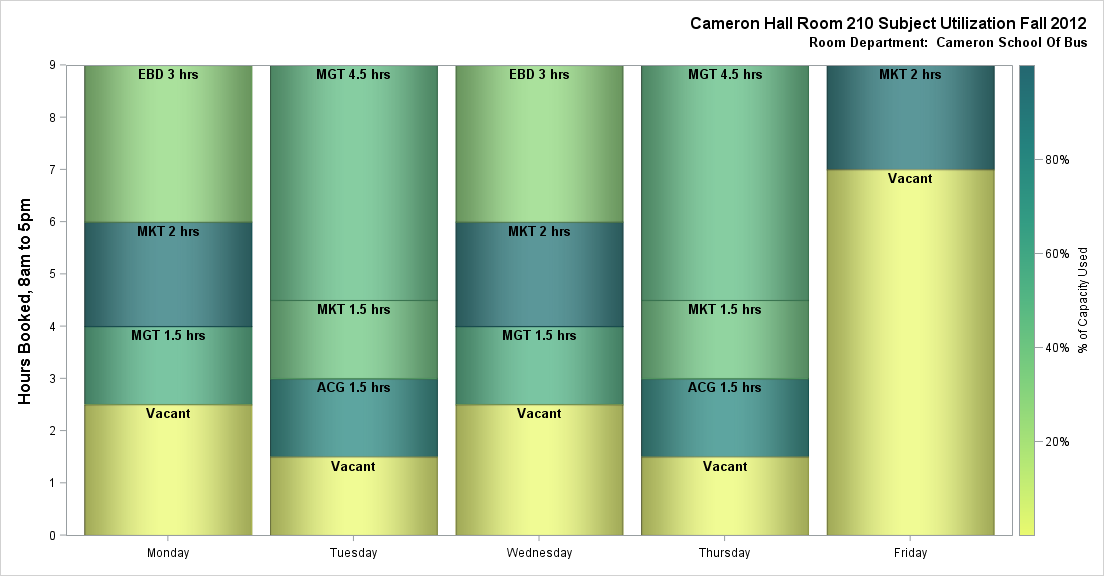 Cameron Hall Room 210 Subject Utilization Fall 2012
Room Department:  Cameron School Of Bus
Hours Booked, 8am to 5pm
9
8
7
6
5
4
3
2
1
0
EBD 3 hrs
MKT 2 hrs
MGT 1.5 hrs
Vacant
MGT 4.5 hrs
MKT 1.5 hrs
ACG 1.5 hrs
Vacant
EBD 3 hrs
MKT 2 hrs
MGT 1.5 hrs
Vacant
MGT 4.5 hrs
MKT 1.5 hrs
ACG 1.5 hrs
Vacant
MKT 2 hrs
Vacant
Monday
Tuesday
Wednesday
Thursday
Friday
80%
60%
40%
20%
% of Capacity Used